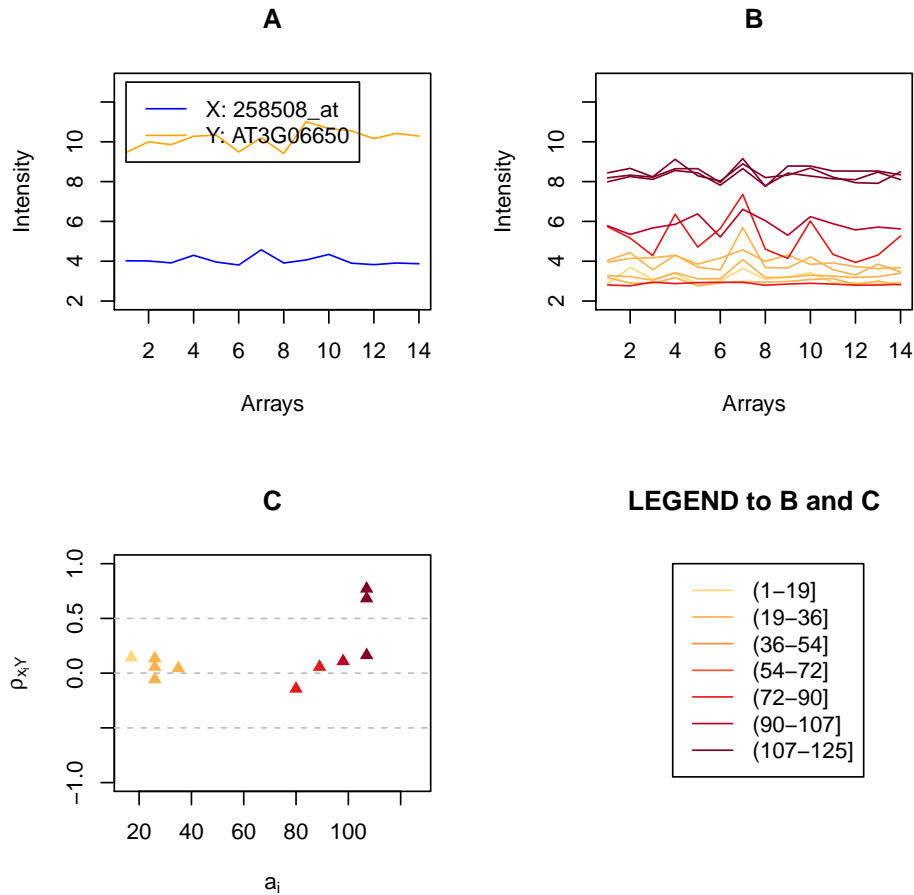 A
Intensity
2 4 6 8 10
X: 258508_at
Y: AT3G06650
2 4 6 8 10 12 14
Arrays
B
Intensity
2 4 6 8 10
2 4 6 8 10 12 14
Arrays
C
ρxiY
−1.0 0.0 0.5 1.0
20 40 60 80 100
ai
LEGEND to B and C
(1−19]
(19−36]
(36−54]
(54−72]
(72−90]
(90−107]
(107−125]